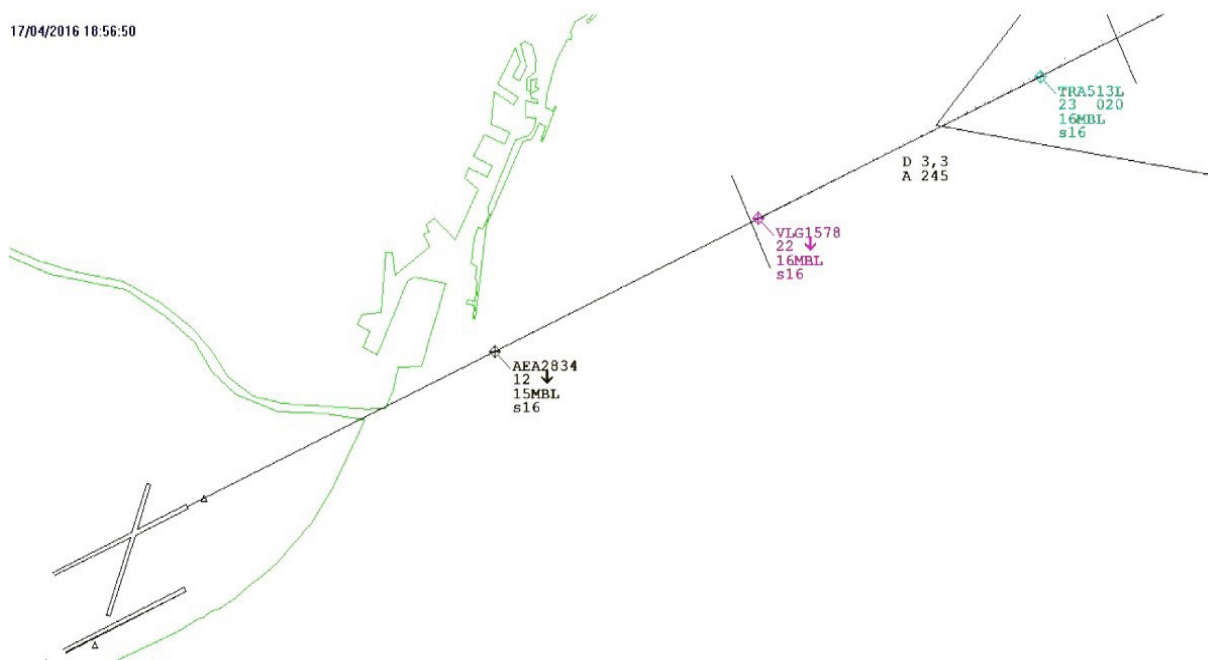 17/04/2016 18:56:50
TRA513L
23 020
16MBL
s16
D 3,3
A 245
VLG1578
22 ↓
16MBL
s16
AEA2834
12 ↓
15MBL
s16